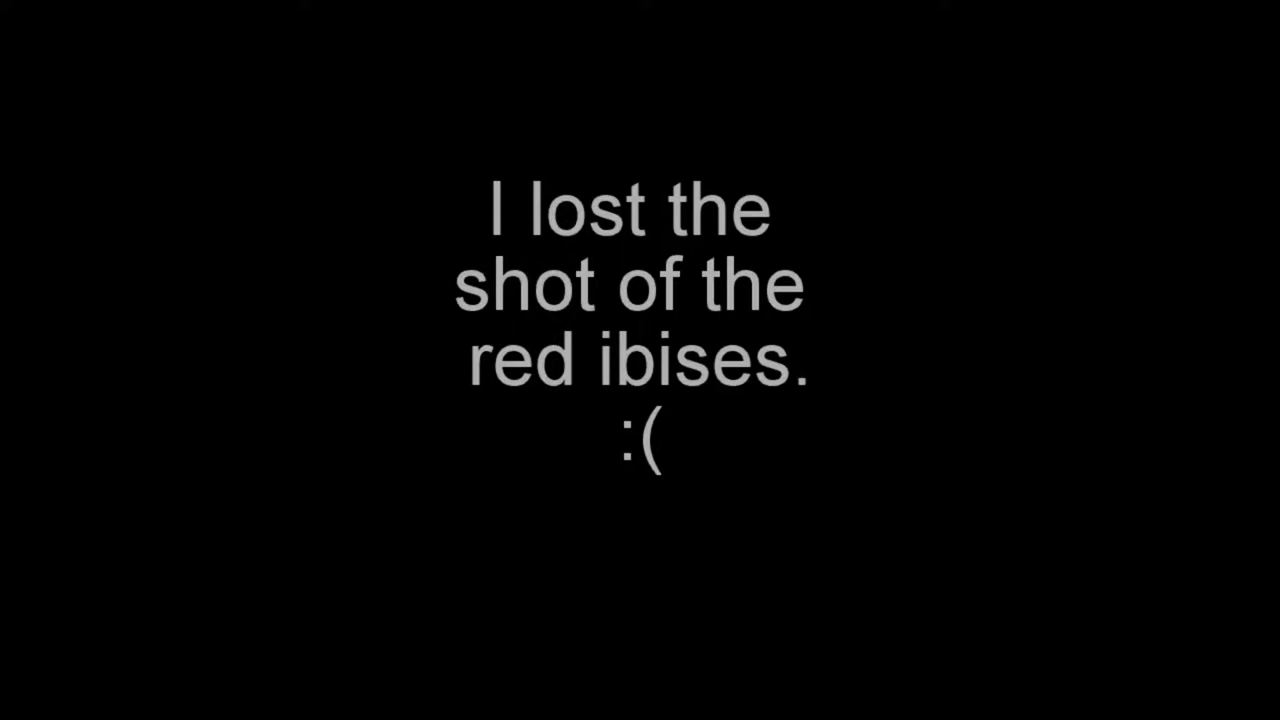 I lost the
shot of the
red ibises.
:(